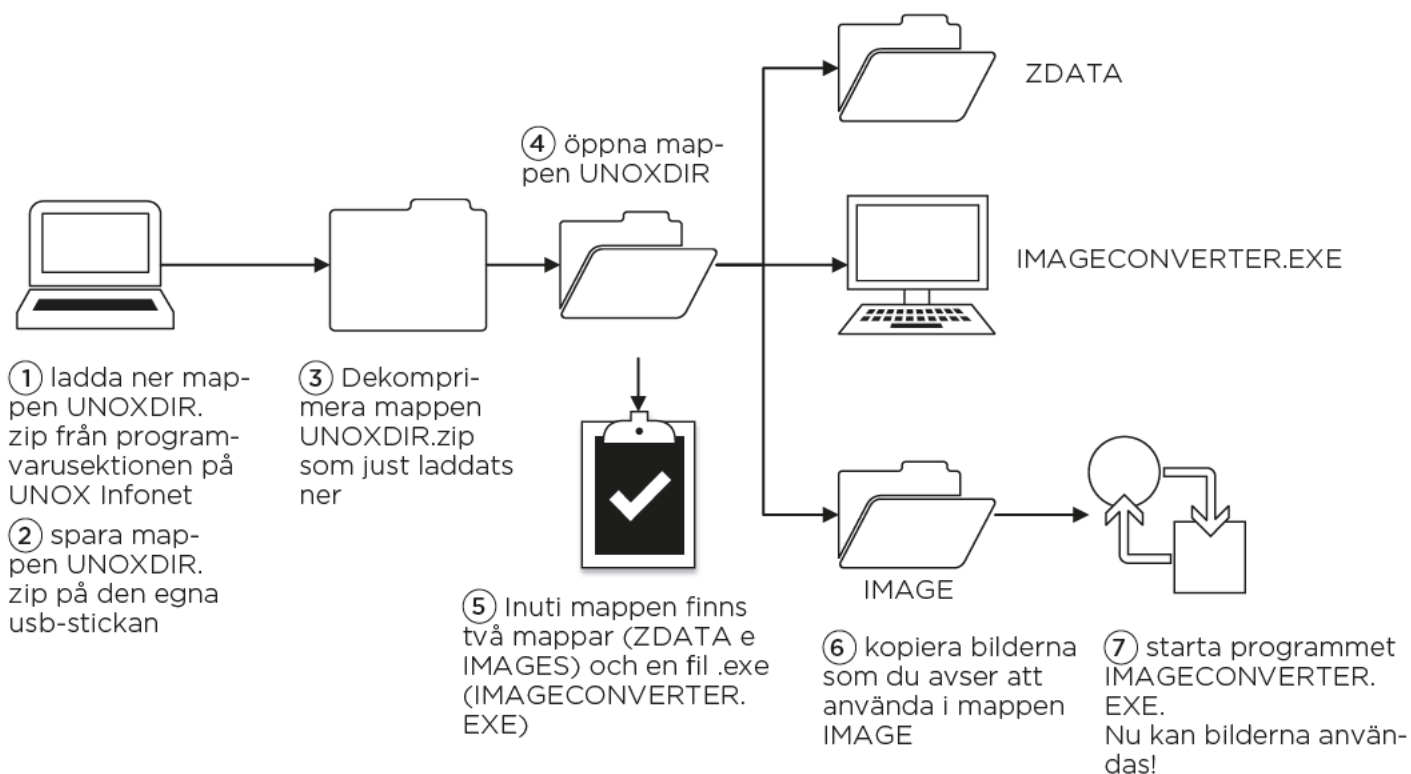 ZDATA
④ öppna map-
pen UNOXDIR
IMAGECONVERTER.EXE
① ladda ner map-
pen UNOXDIR.
zip från program-
varusektionen på
UNOX Infonet
② spara map-
pen UNOXDIR.
zip på den egna
usb-stickan
③ Dekompri-
mera mappen
UNOXDIR.zip
som just laddats
ner
⑤ Inuti mappen finns
två mappar (ZDATA e
IMAGES) och en fil .exe
(IMAGECONVERTER.
EXE)
IMAGE
⑥ kopiera bilderna
som du avser att
använda i mappen
IMAGE
⑦ starta programmet
IMAGECONVERTER.
EXE.
Nu kan bilderna använ-
das!